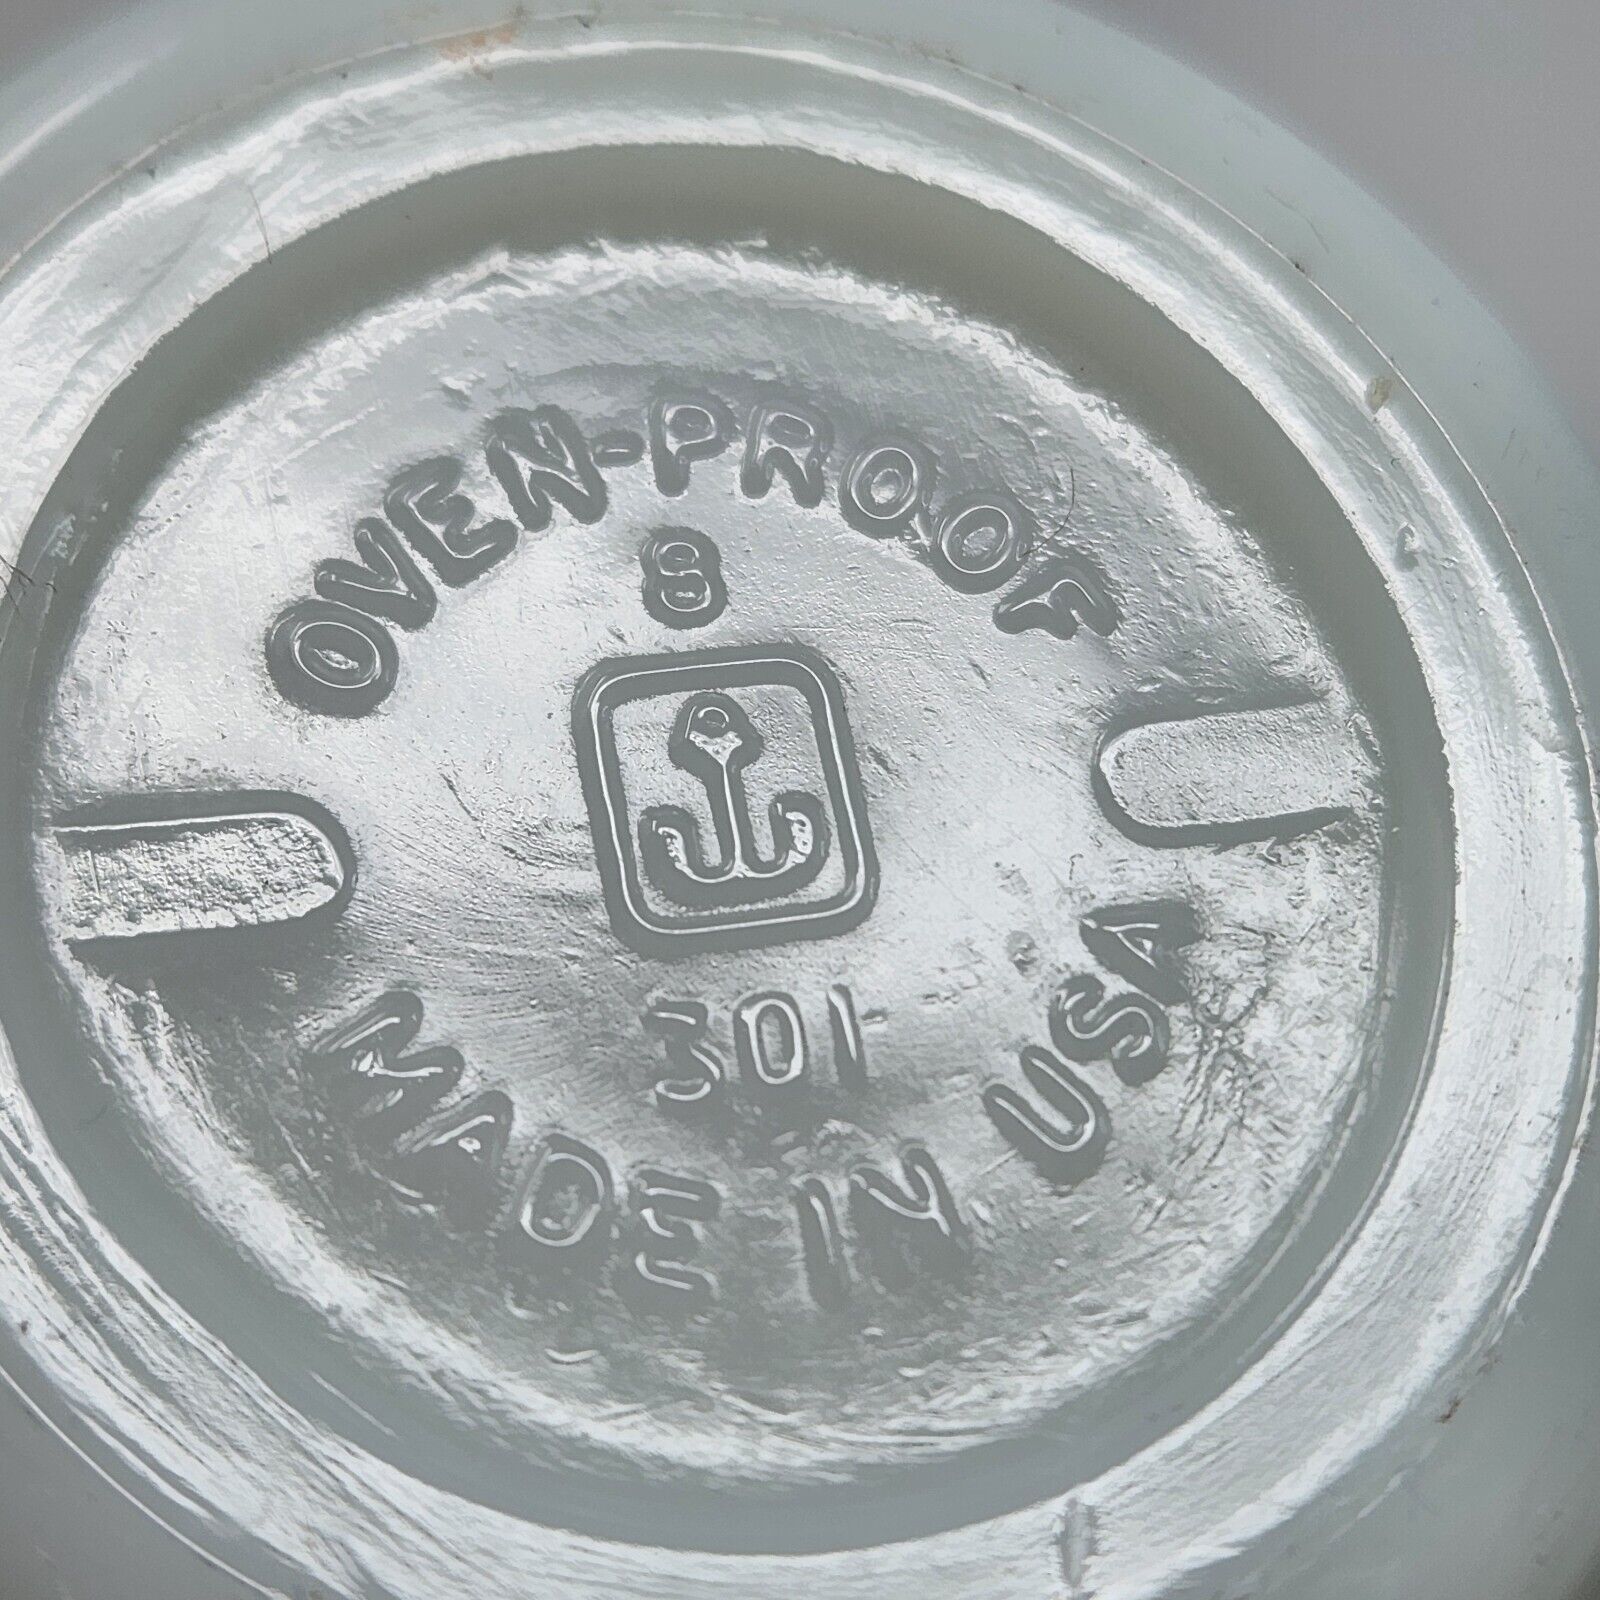 OVEN-PROOF
8
301
MADE IN USA